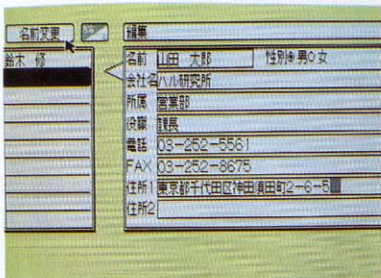 名前変更
編集
鈴木 修
名前 山田 太郎 性別 男 女
会社名 ハル研究所
所属 営業部
役職 課長
電話 03-252-5561
FAX 03-252-8675
住所1 東京都千代田区神田須田町2-6-5
住所2